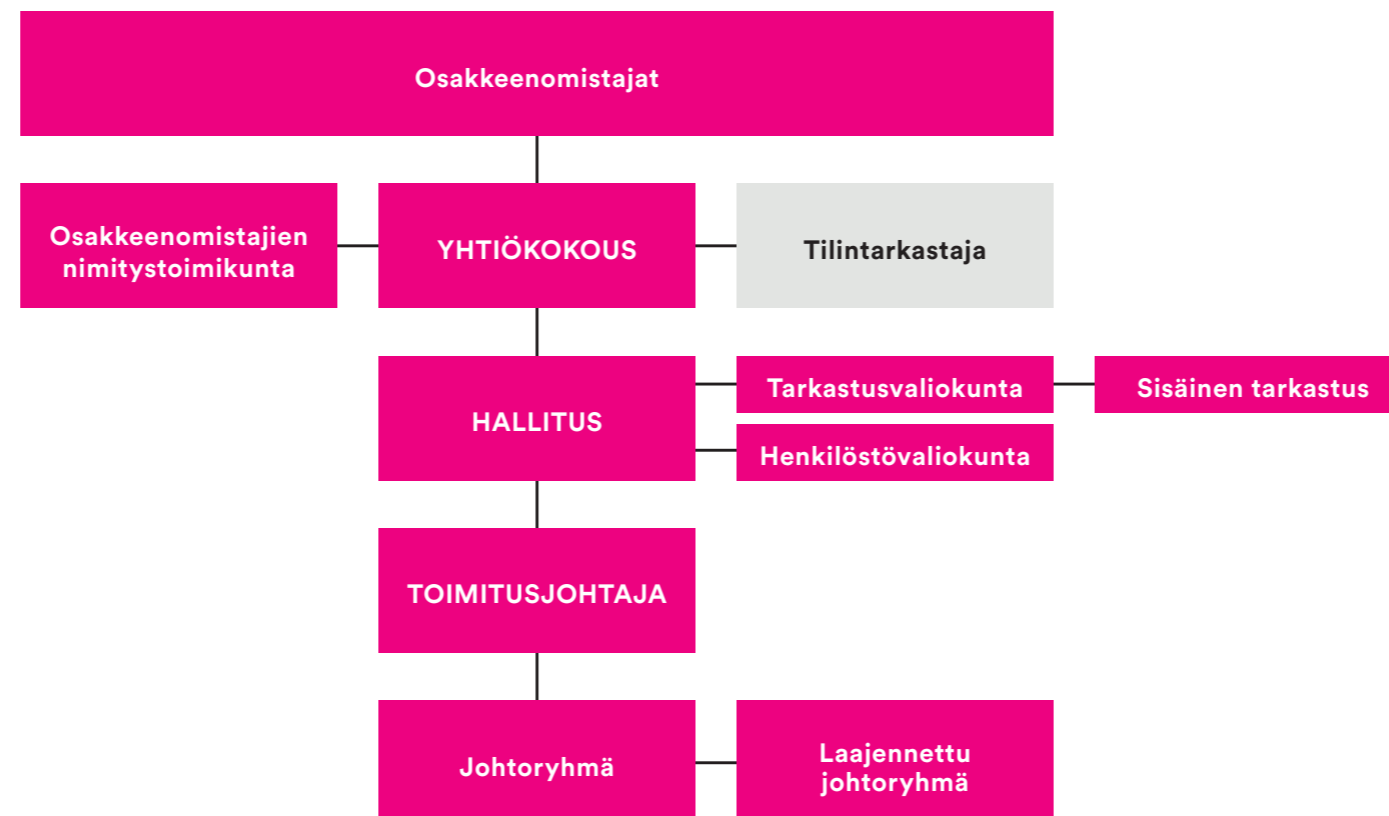 Osakkeenomistajat
Osakkeenomistajien
nimitystoimikunta
YHTIÖKOKOUS
Tilintarkastaja
HALLITUS
Tarkastusvaliokunta
Sisäinen tarkastus
Henkilöstövaliokunta
TOIMITUSJOHTAJA
Johtoryhmä
Laajennettu
johtoryhmä